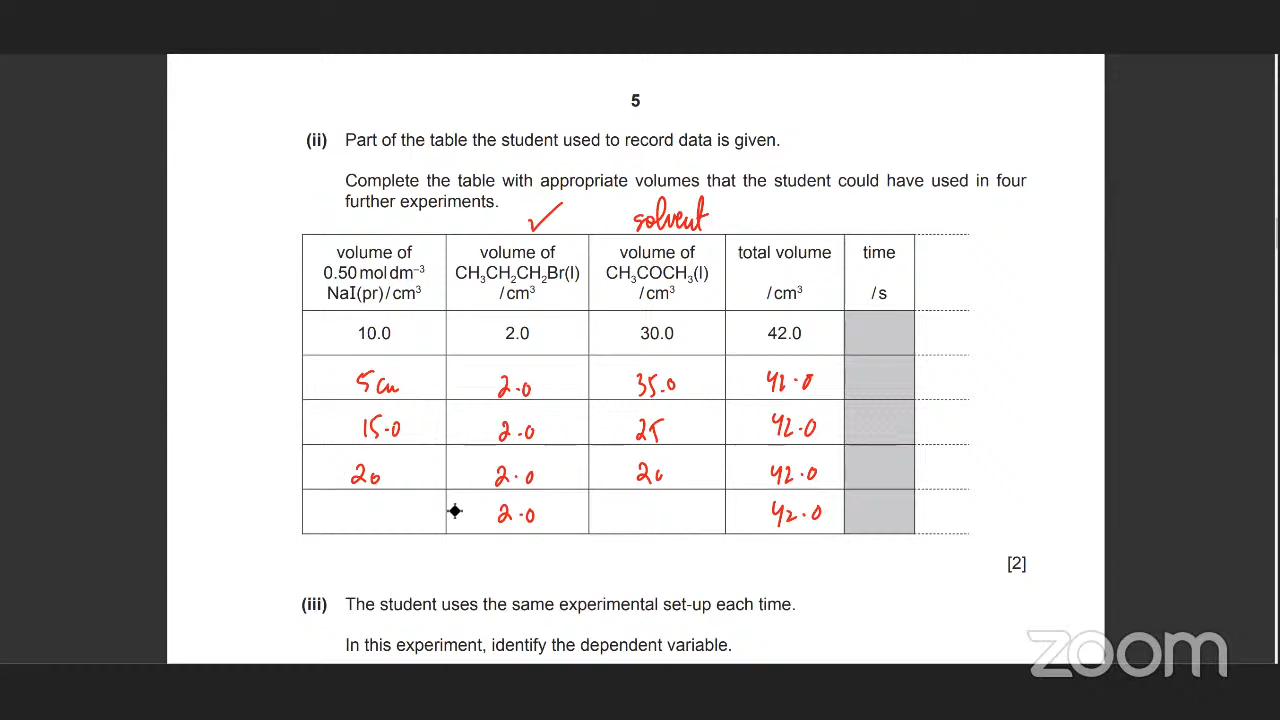 5
(ii) Part of the table the student used to record data is given.
Complete the table with appropriate volumes that the student could have used in four
further experiments.
✓ solvent
volume of 0.50 mol dm⁻³ NaI(pr)/cm³ volume of CH₃CH₂CH₂Br(l) /cm³ volume of CH₃COCH₃(l) /cm³ total volume /cm³ time /s
10.0 2.0 30.0 42.0
5 2.0 35.0 42.0
15.0 2.0 25 42.0
20 2.0 20 42.0
2.0 42.0
[2]
(iii) The student uses the same experimental set-up each time.
In this experiment, identify the dependent variable.
zoom